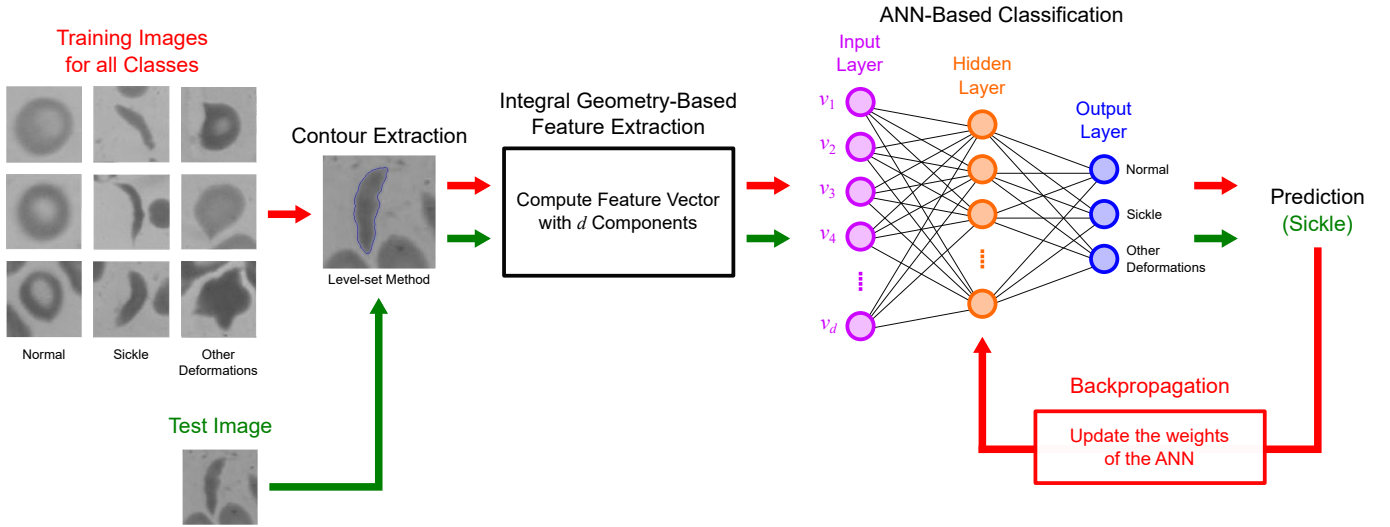 Training Images
for all Classes
Normal
Sickle
Other
Deformations
Test Image
Contour Extraction
Level-set Method
Integral Geometry-Based
Feature Extraction
Compute Feature Vector
with d Components
ANN-Based Classification
Input
Layer
v1
v2
v3
v4
vd
Hidden
Layer
Output
Layer
Normal
Sickle
Other
Deformations
Prediction
(Sickle)
Backpropagation
Update the weights
of the ANN